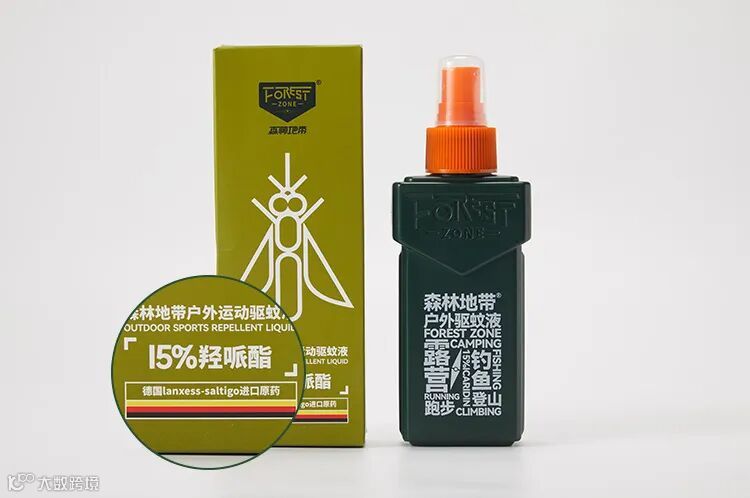 FOREST
ZONE
®
森林地带
森林地带户外运动驱蚊液
OUTDOOR SPORTS REPELLENT LIQUID
15%羟哌酯
德国lanxess-saltigo进口原药
运动驱蚊液
ELLENT LIQUID
哌酯
go进口原药
FOREST
ZONE
森林地带®
户外驱蚊液
FOREST ZONE
CAMPING
露营
钓鱼
FISHING
15%CARIDIN
RUNNING
跑步
登山
CLIMBING
大数跨境